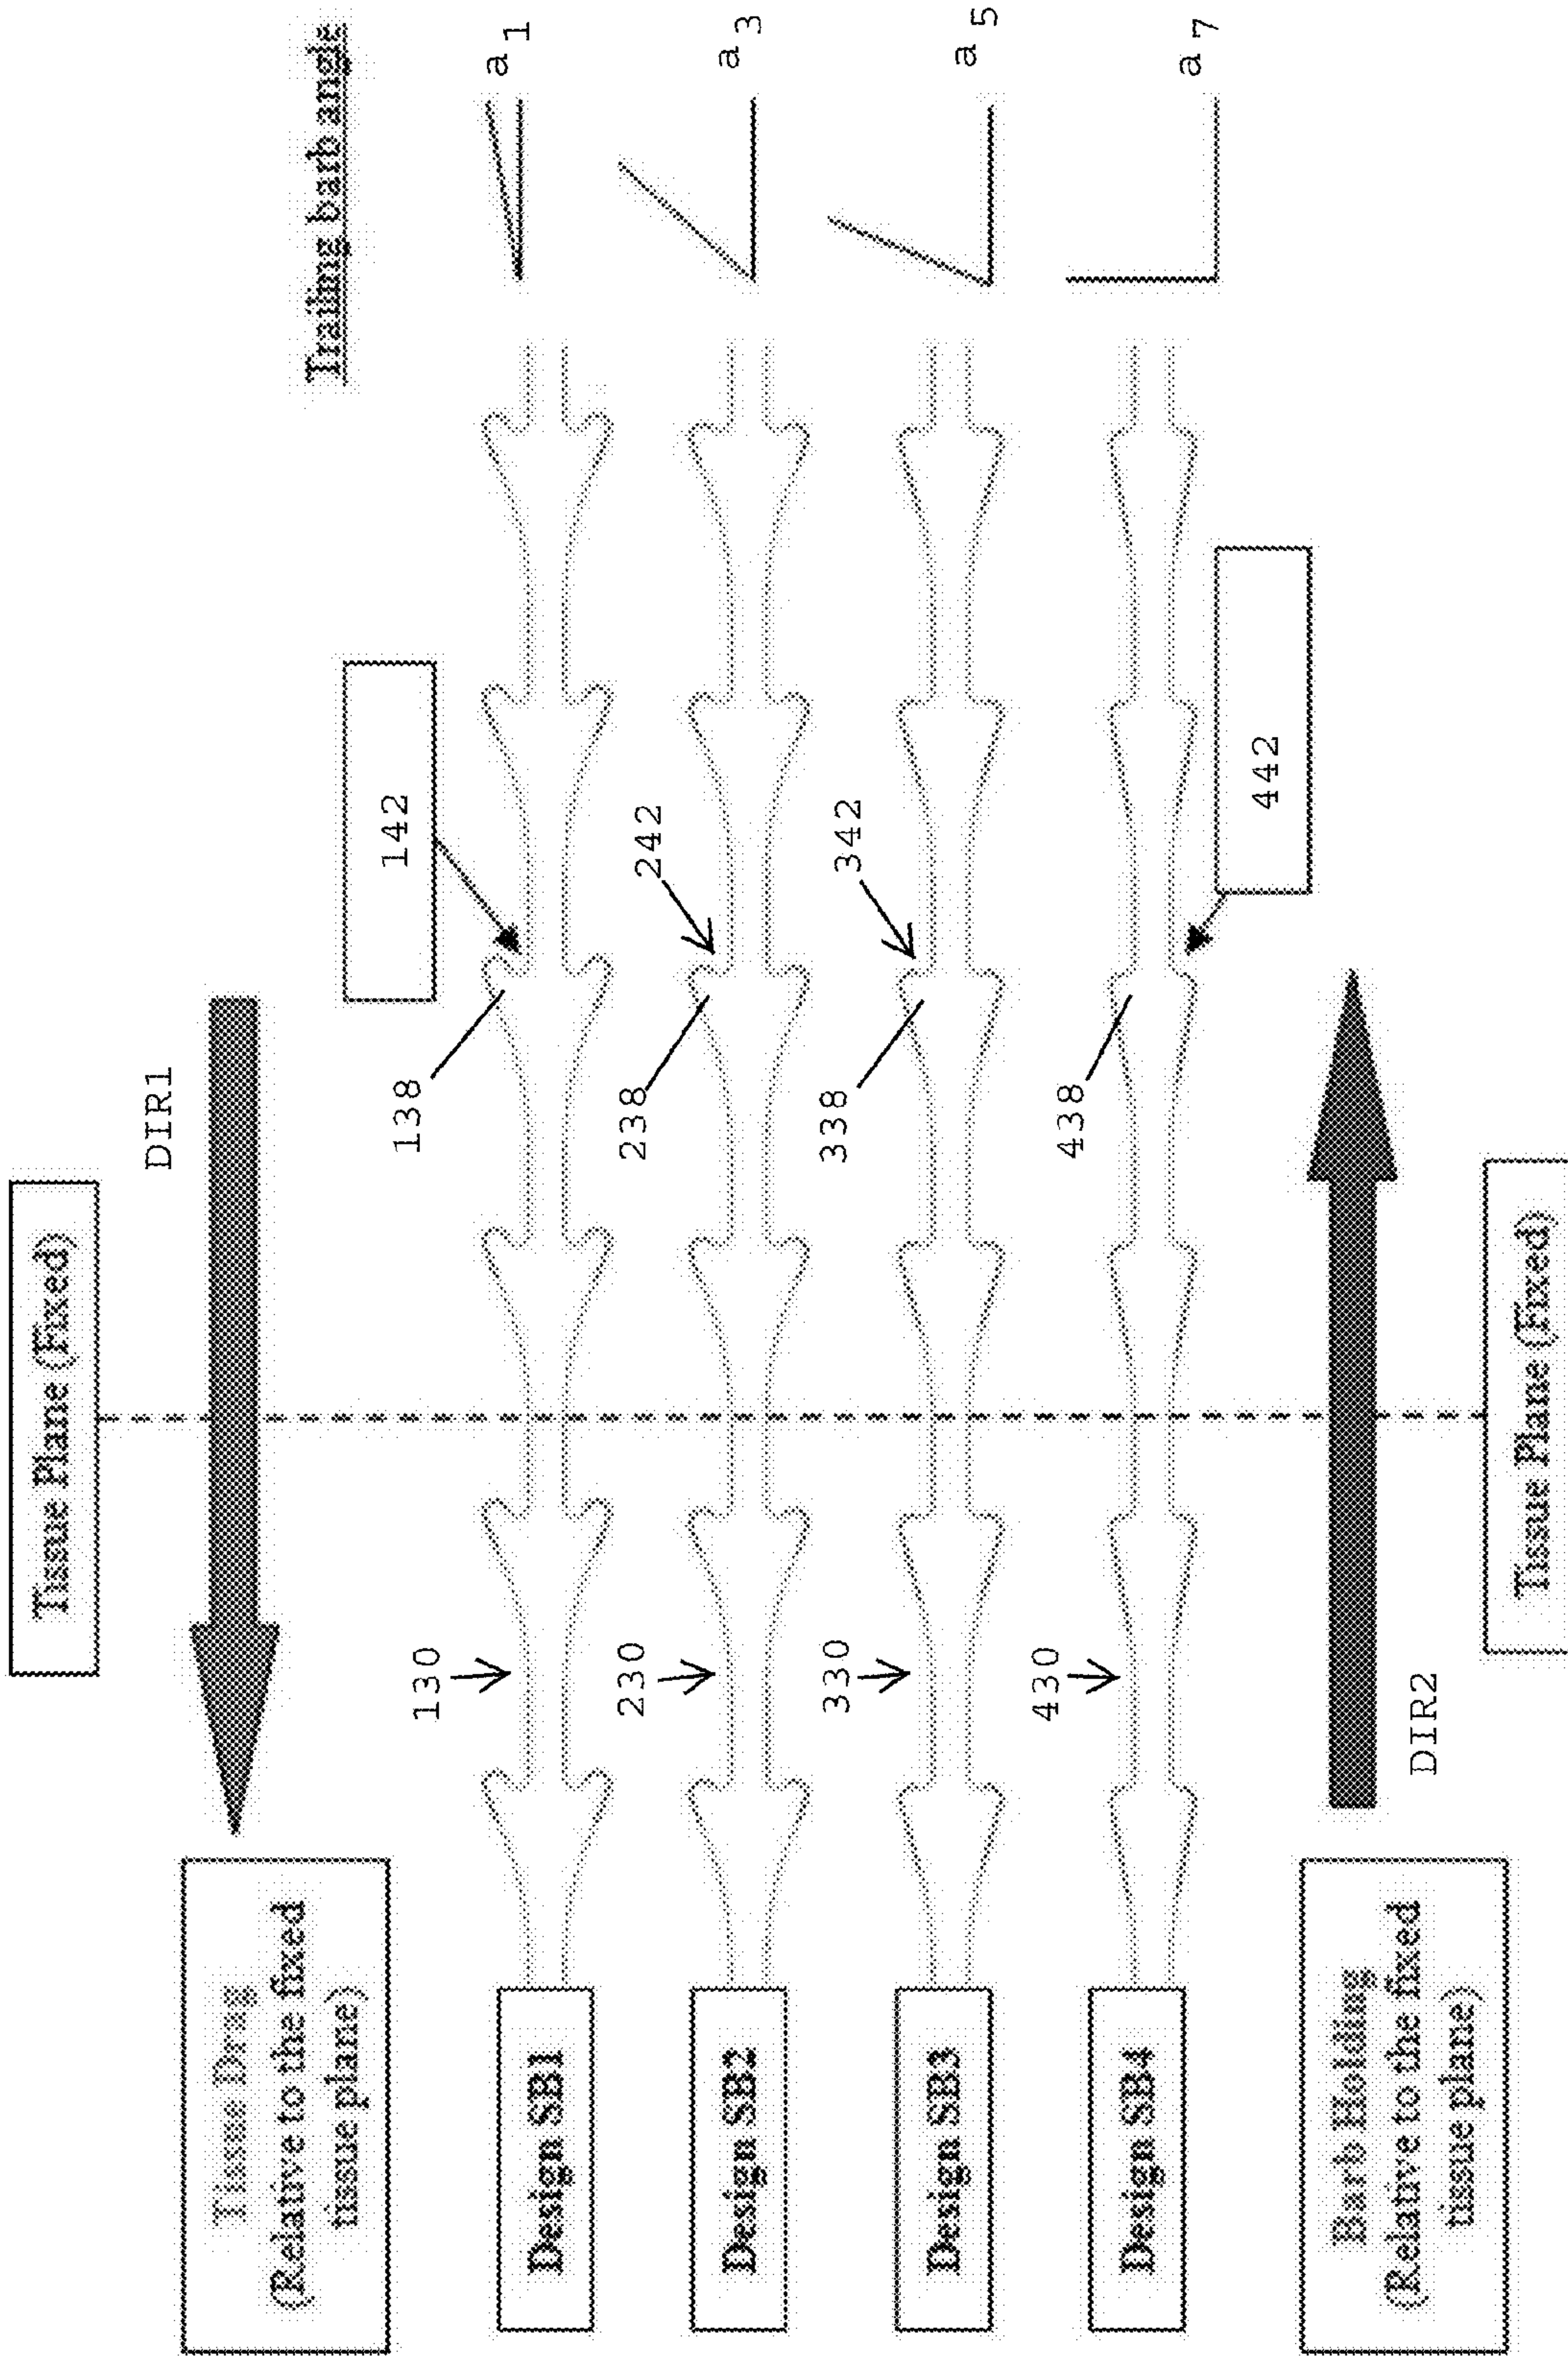 Tissue Plane (Fixed)
DIR1
Tissue Drag
(Relative to the fixed
tissue plane)
Trailing barb angle
Design SB1
130
138
142
a 1
Design SB2
230
238
242
a 3
Design SB3
330
338
342
a 5
Design SB4
430
438
442
a 7
Barb Holding
(Relative to the fixed
tissue plane)
DIR2
Tissue Plane (Fixed)